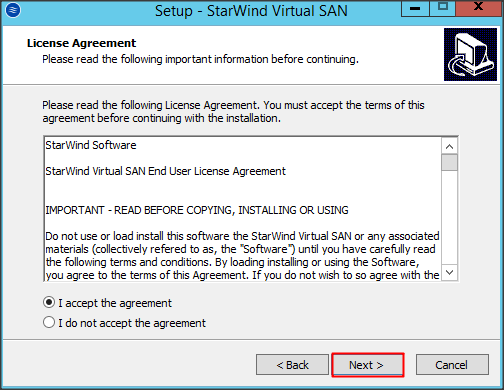 Setup - StarWind Virtual SAN
License Agreement
Please read the following important information before continuing.
Please read the following License Agreement. You must accept the terms of this
agreement before continuing with the installation.
StarWind Software
StarWind Virtual SAN End User License Agreement
IMPORTANT - READ BEFORE COPYING, INSTALLING OR USING
Do not use or load install this software the StarWind Virtual SAN or any associated
materials (collectively refered to as, the "Software") until you have carefully read
the following terms and conditions. By loading installing or using the Software,
you agree to the terms of this Agreement. If you do not wish to so agree with the
I accept the agreement
I do not accept the agreement
< Back
Next >
Cancel